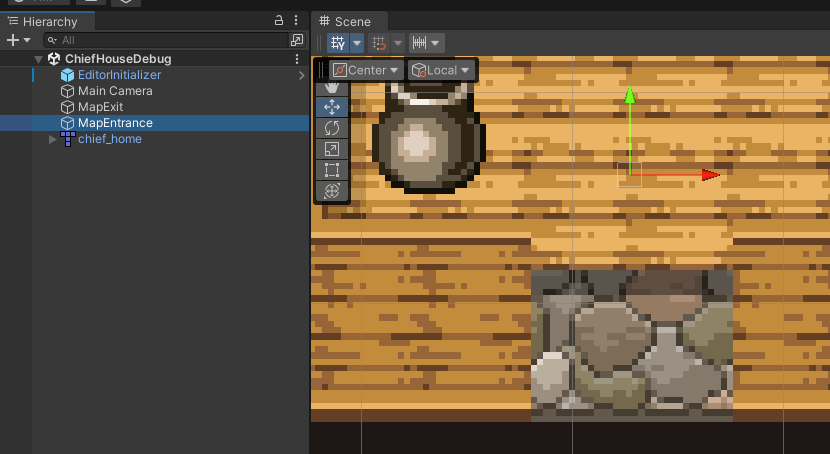 Hierarchy
All
ChiefHouseDebug
EditorInitializer
Main Camera
MapExit
MapEntrance
chief_home
Scene
Center
Local